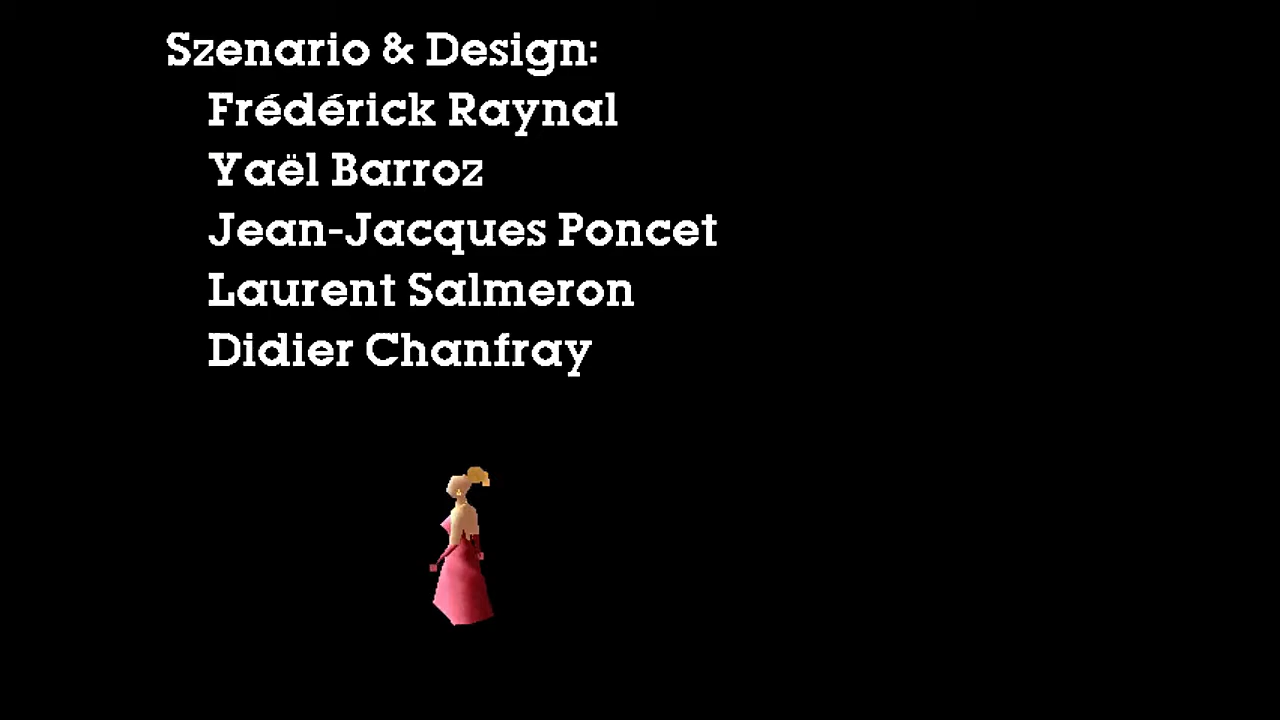 Szenario & Design:
Frédérick Raynal
Yaël Barroz
Jean-Jacques Poncet
Laurent Salmeron
Didier Chanfray